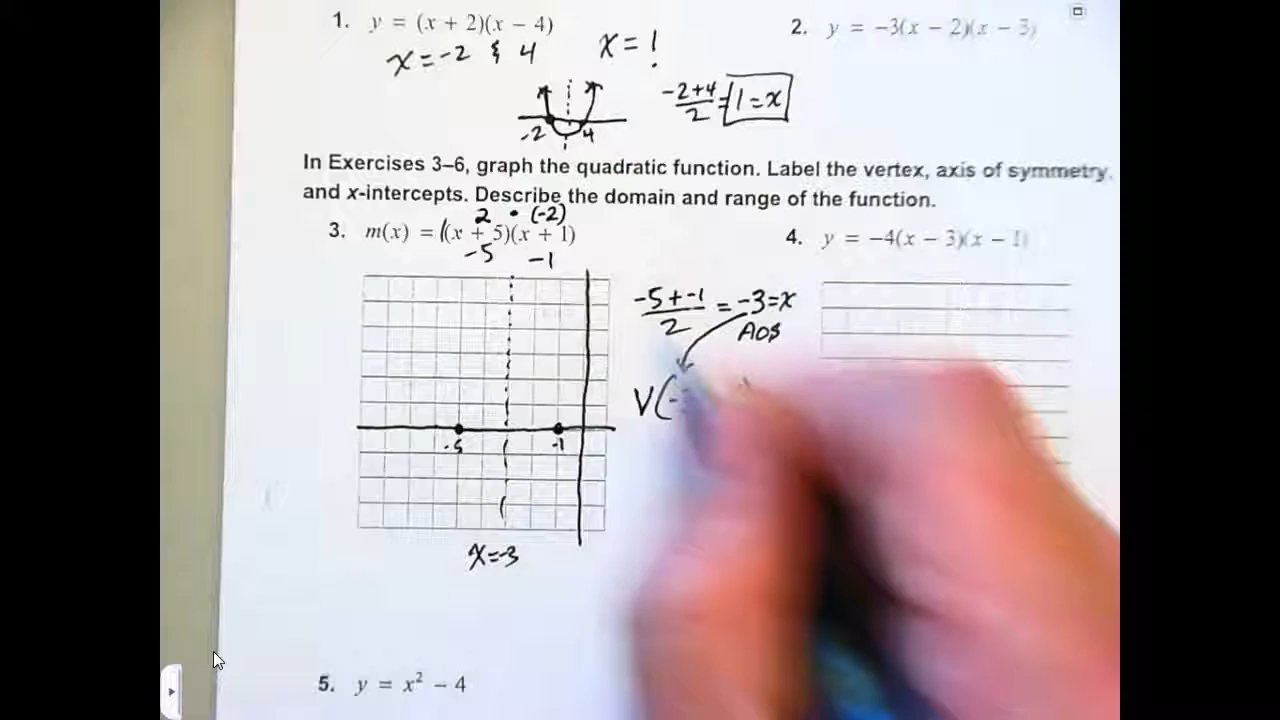 1. y = (x + 2)(x − 4)
x = -2 & 4
x = 1
-2 4
-2+4/2 = 1 = x
2. y = −3(x − 2)(x − 3)
In Exercises 3–6, graph the quadratic function. Label the vertex, axis of symmetry,
and x-intercepts. Describe the domain and range of the function.
2 • (-2)
3. m(x) = (x + 5)(x + 1)
-5 -1
-5 -1
x=-3
-5+-1/2 = -3=x
AOS
V(
4. y = −4(x − 3)(x − 1)
5. y = x² − 4